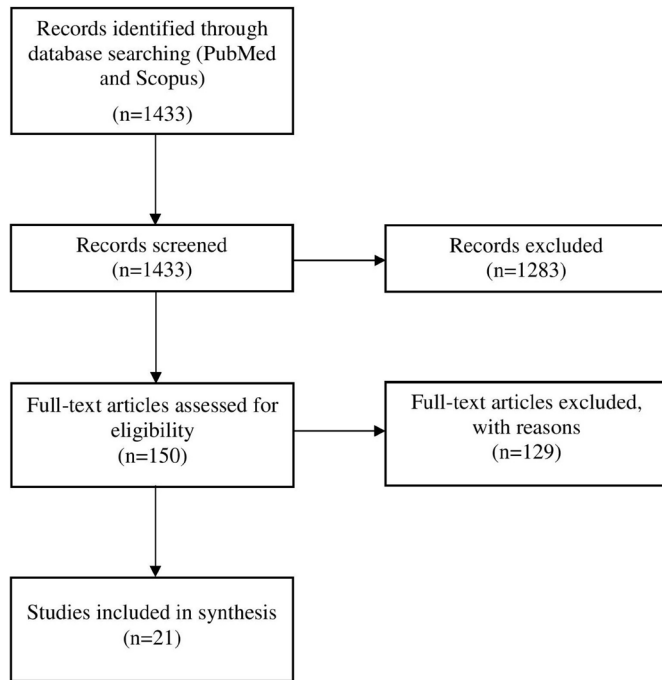 Records identified through
database searching (PubMed
and Scopus)
(n=1433)
Records screened
(n=1433)
Records excluded
(n=1283)
Full-text articles assessed for
eligibility
(n=150)
Full-text articles excluded,
with reasons
(n=129)
Studies included in synthesis
(n=21)